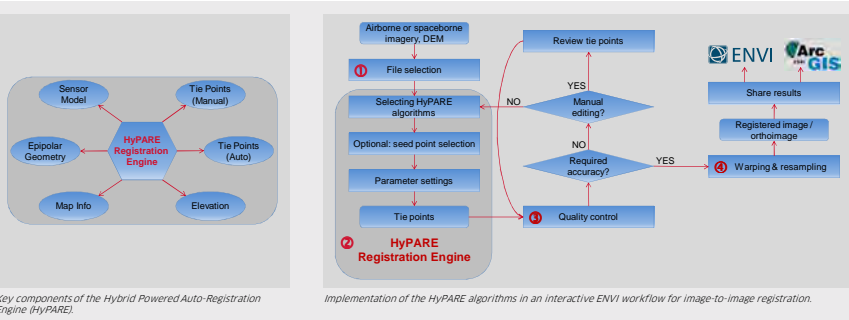 Sensor
Model
Tie Points
(Manual)
Epipolar
Geometry
HyPARE
Registration
Engine
Tie Points
(Auto)
Map Info
Elevation
Key components of the Hybrid Powered Auto-Registration
Engine (HyPARE).
Airborne or spaceborne
imagery, DEM
① File selection
Selecting HyPARE
algorithms
Optional: seed point selection
Parameter settings
Tie points
② HyPARE
Registration Engine
Review tie points
YES
Manual
editing?
NO
NO
Required
accuracy?
YES
③ Quality control
ENVI
Arc
GIS
Share results
Registered image /
orthoimage
④ Warping & resampling
Implementation of the HyPARE algorithms in an interactive ENVI workflow for image-to-image registration.